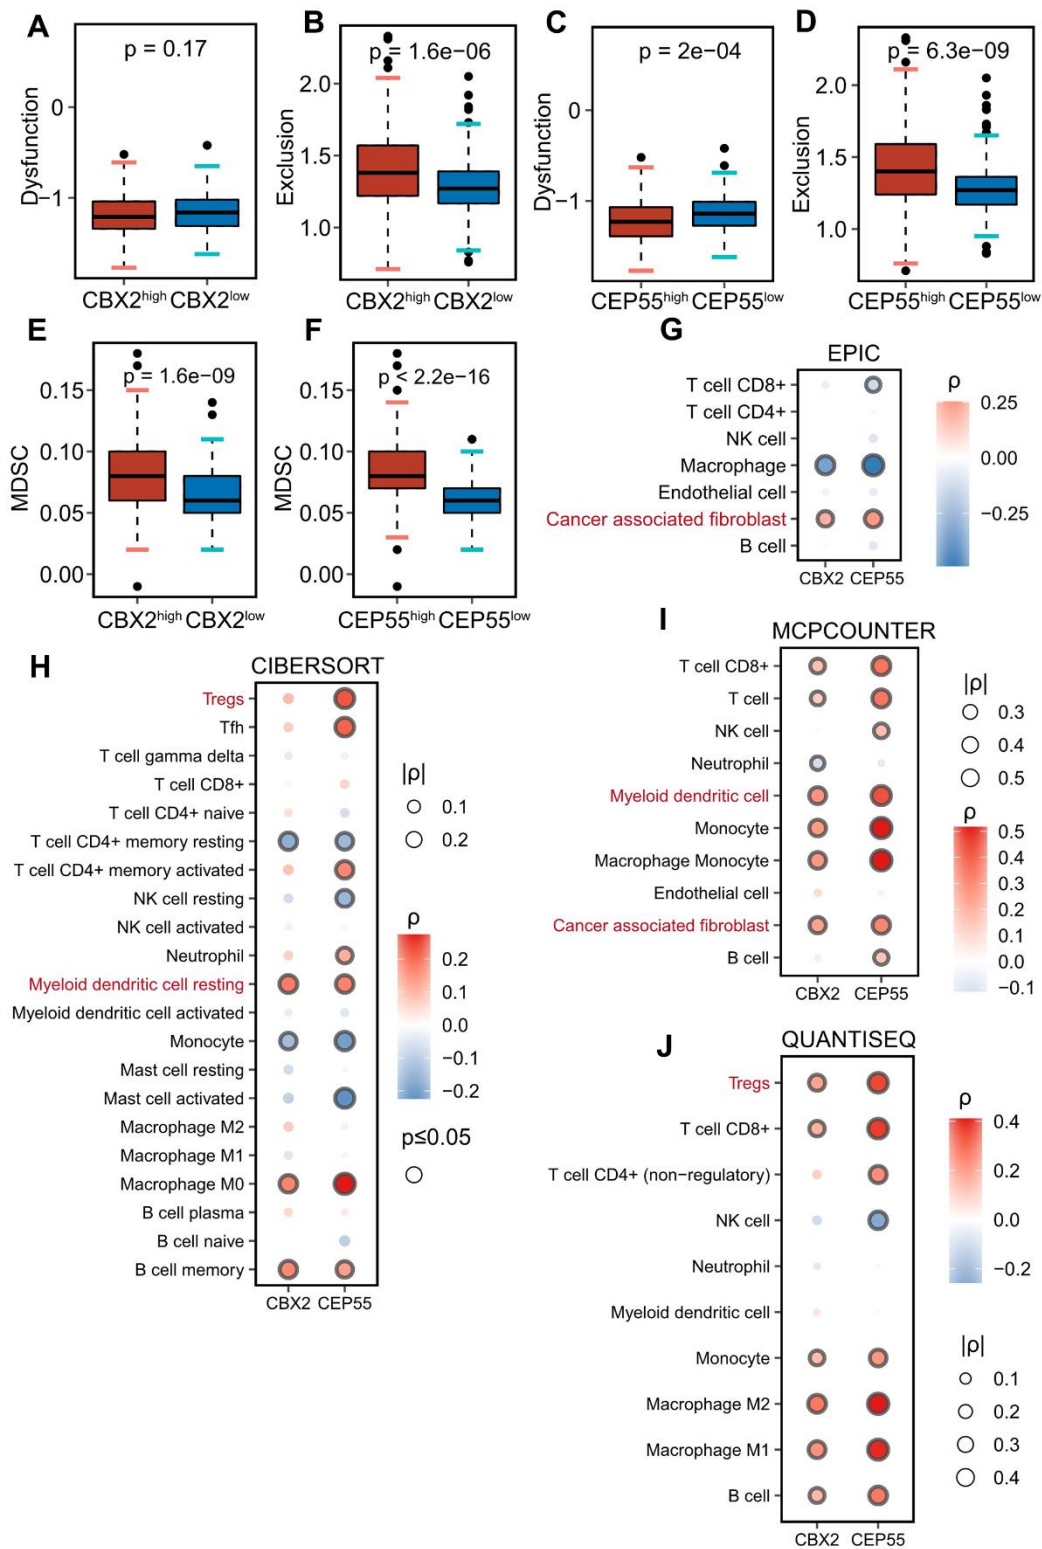 A
p = 0.17
Dysfunction
0
−1
CBX2high
CBX2low
B
p = 1.6e−06
Exclusion
2.0
1.5
1.0
CBX2high
CBX2low
C
p = 2e−04
Dysfunction
0
−1
CEP55high
CEP55low
D
p = 6.3e−09
Exclusion
2.0
1.5
1.0
CEP55high
CEP55low
E
p = 1.6e−09
MDSC
0.15
0.10
0.05
0.00
CBX2high
CBX2low
F
p < 2.2e−16
MDSC
0.15
0.10
0.05
0.00
CEP55high
CEP55low
G
EPIC
T cell CD8+
T cell CD4+
NK cell
Macrophage
Endothelial cell
Cancer associated fibroblast
B cell
CBX2
CEP55
ρ
0.25
0.00
−0.25
H
CIBERSORT
Tregs
Tfh
T cell gamma delta
T cell CD8+
T cell CD4+ naive
T cell CD4+ memory resting
T cell CD4+ memory activated
NK cell resting
NK cell activated
Neutrophil
Myeloid dendritic cell resting
Myeloid dendritic cell activated
Monocyte
Mast cell resting
Mast cell activated
Macrophage M2
Macrophage M1
Macrophage M0
B cell plasma
B cell naive
B cell memory
CBX2
CEP55
|ρ|
0.1
0.2
ρ
0.2
0.1
0.0
−0.1
−0.2
p≤0.05
I
MCPCOUNTER
T cell CD8+
T cell
NK cell
Neutrophil
Myeloid dendritic cell
Monocyte
Macrophage Monocyte
Endothelial cell
Cancer associated fibroblast
B cell
CBX2
CEP55
|ρ|
0.3
0.4
0.5
ρ
0.5
0.4
0.3
0.2
0.1
0.0
−0.1
J
QUANTISEQ
Tregs
T cell CD8+
T cell CD4+ (non−regulatory)
NK cell
Neutrophil
Myeloid dendritic cell
Monocyte
Macrophage M2
Macrophage M1
B cell
CBX2
CEP55
ρ
0.4
0.2
0.0
−0.2
|ρ|
0.1
0.2
0.3
0.4